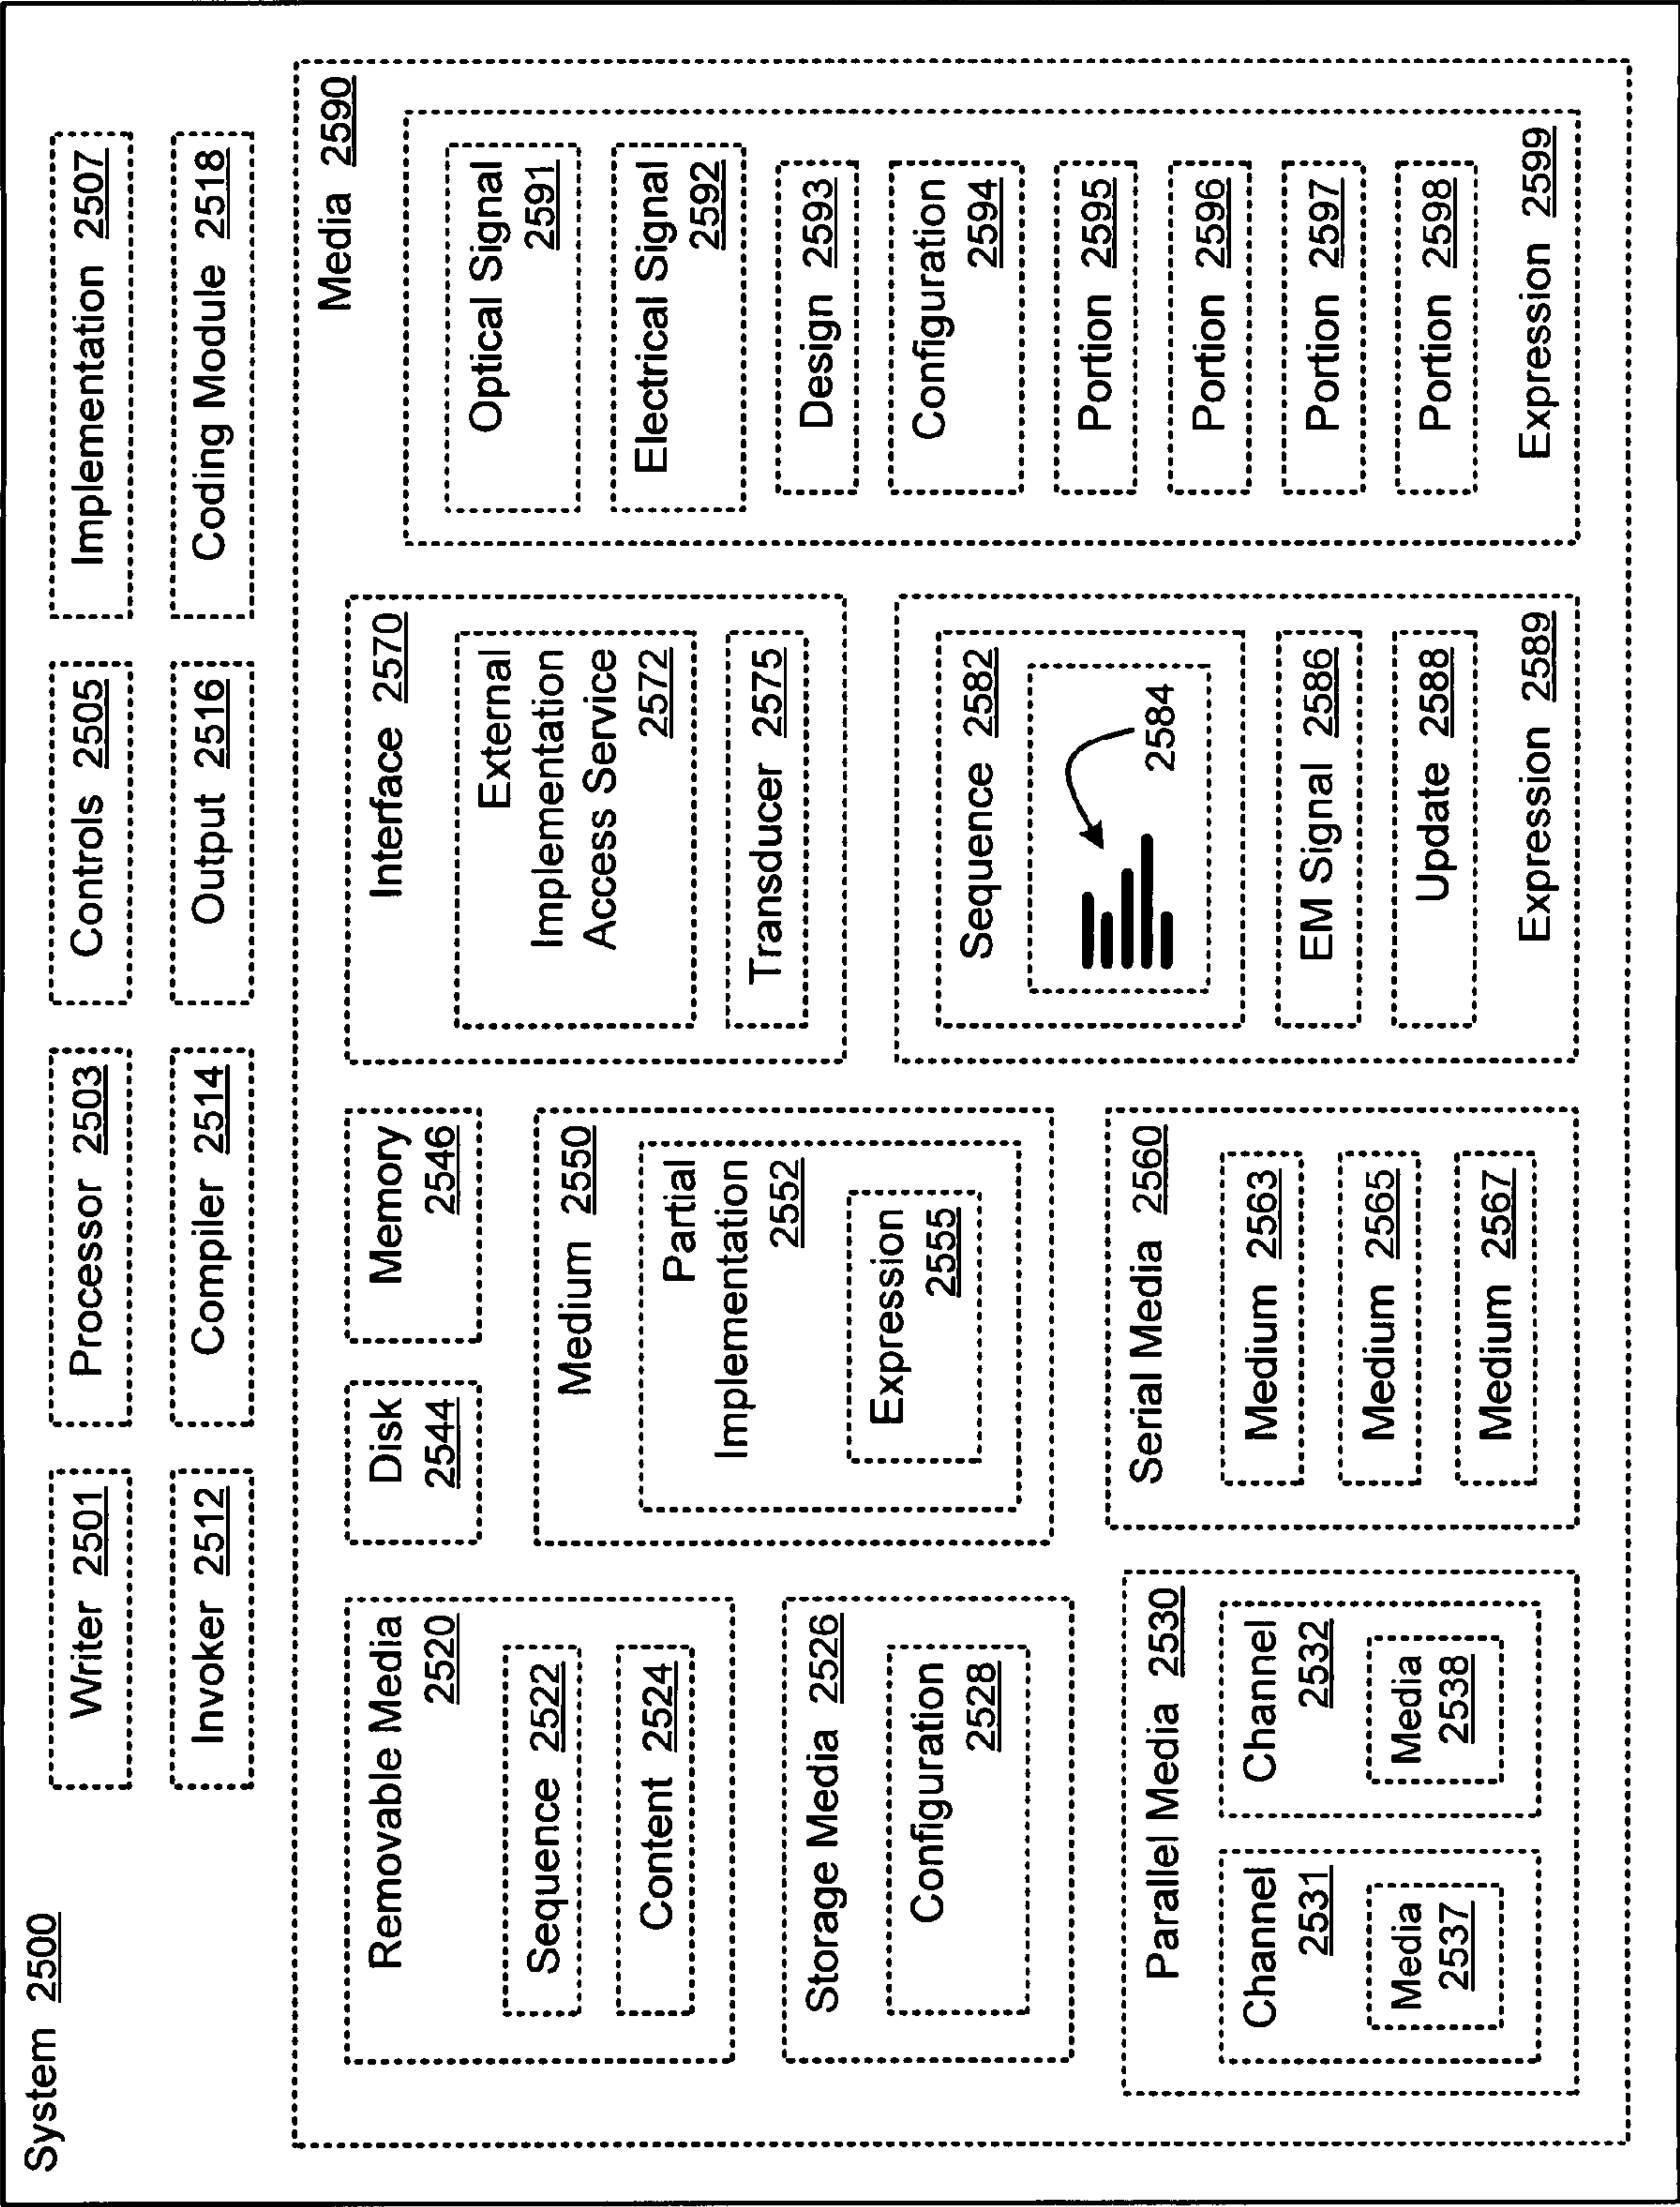 System 2500
Writer 2501
Processor 2503
Controls 2505
Implementation 2507
Invoker 2512
Compiler 2514
Output 2516
Coding Module 2518
Media 2590
Removable Media
2520
Sequence 2522
Content 2524
Storage Media 2526
Configuration
2528
Parallel Media 2530
Channel
2531
Media
2537
Channel
2532
Media
2538
Disk
2544
Memory
2546
Medium 2550
Partial
Implementation
2552
Expression
2555
Serial Media 2560
Medium 2563
Medium 2565
Medium 2567
Interface 2570
External
Implementation
Access Service
2572
Transducer 2575
Sequence 2582
2584
EM Signal 2586
Update 2588
Expression 2589
Optical Signal
2591
Electrical Signal
2592
Design 2593
Configuration
2594
Portion 2595
Portion 2596
Portion 2597
Portion 2598
Expression 2599